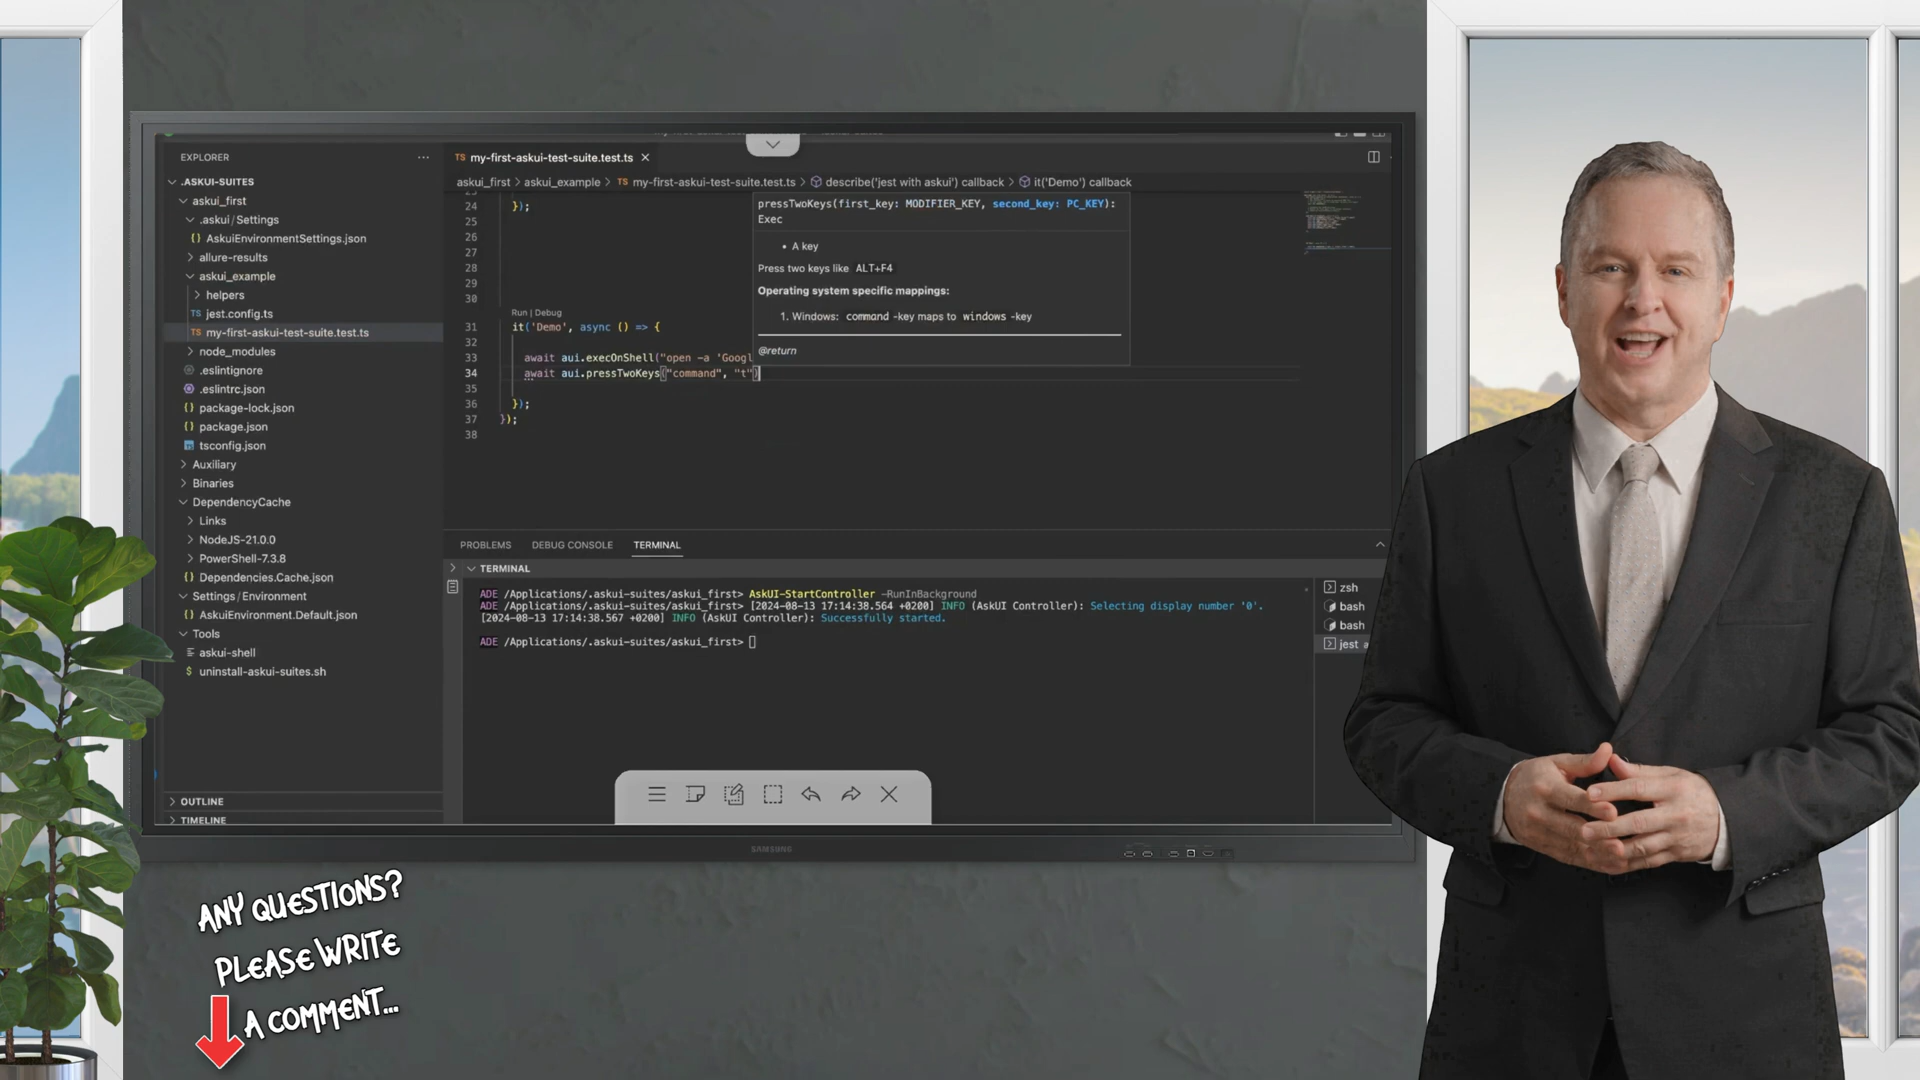 EXPLORER
.ASKUI-SUITES
askui_first
.askui / Settings
AskuiEnvironmentSettings.json
allure-results
askui_example
helpers
TS jest.config.ts
TS my-first-askui-test-suite.test.ts
node_modules
.eslintignore
.eslintrc.json
package-lock.json
package.json
tsconfig.json
Auxiliary
Binaries
DependencyCache
Links
NodeJS-21.0.0
PowerShell-7.3.8
Dependencies.Cache.json
Settings / Environment
AskuiEnvironment.Default.json
Tools
askui-shell
$ uninstall-askui-suites.sh
OUTLINE
TIMELINE
TS my-first-askui-test-suite.test.ts
askui_first > askui_example > TS my-first-askui-test-suite.test.ts > describe('jest with askui') callback > it('Demo') callback
24 });
25
26
27
28
29
30
Run | Debug
31 it('Demo', async () => {
32
33 await aui.execOnShell("open -a 'Googl
34 await aui.pressTwoKeys("command", "t")
35
36 });
37 });
38
pressTwoKeys(first_key: MODIFIER_KEY, second_key: PC_KEY):
Exec
• A key
Press two keys like ALT+F4
Operating system specific mappings:
1. Windows: command -key maps to windows -key
@return
PROBLEMS DEBUG CONSOLE TERMINAL
TERMINAL
ADE /Applications/.askui-suites/askui_first> AskUI-StartController -RunInBackground
ADE /Applications/.askui-suites/askui_first> [2024-08-13 17:14:38.564 +0200] INFO (AskUI Controller): Selecting display number '0'.
[2024-08-13 17:14:38.567 +0200] INFO (AskUI Controller): Successfully started.
ADE /Applications/.askui-suites/askui_first>
zsh
bash
bash
jest a
SAMSUNG
ANY QUESTIONS?
PLEASE WRITE
A COMMENT...